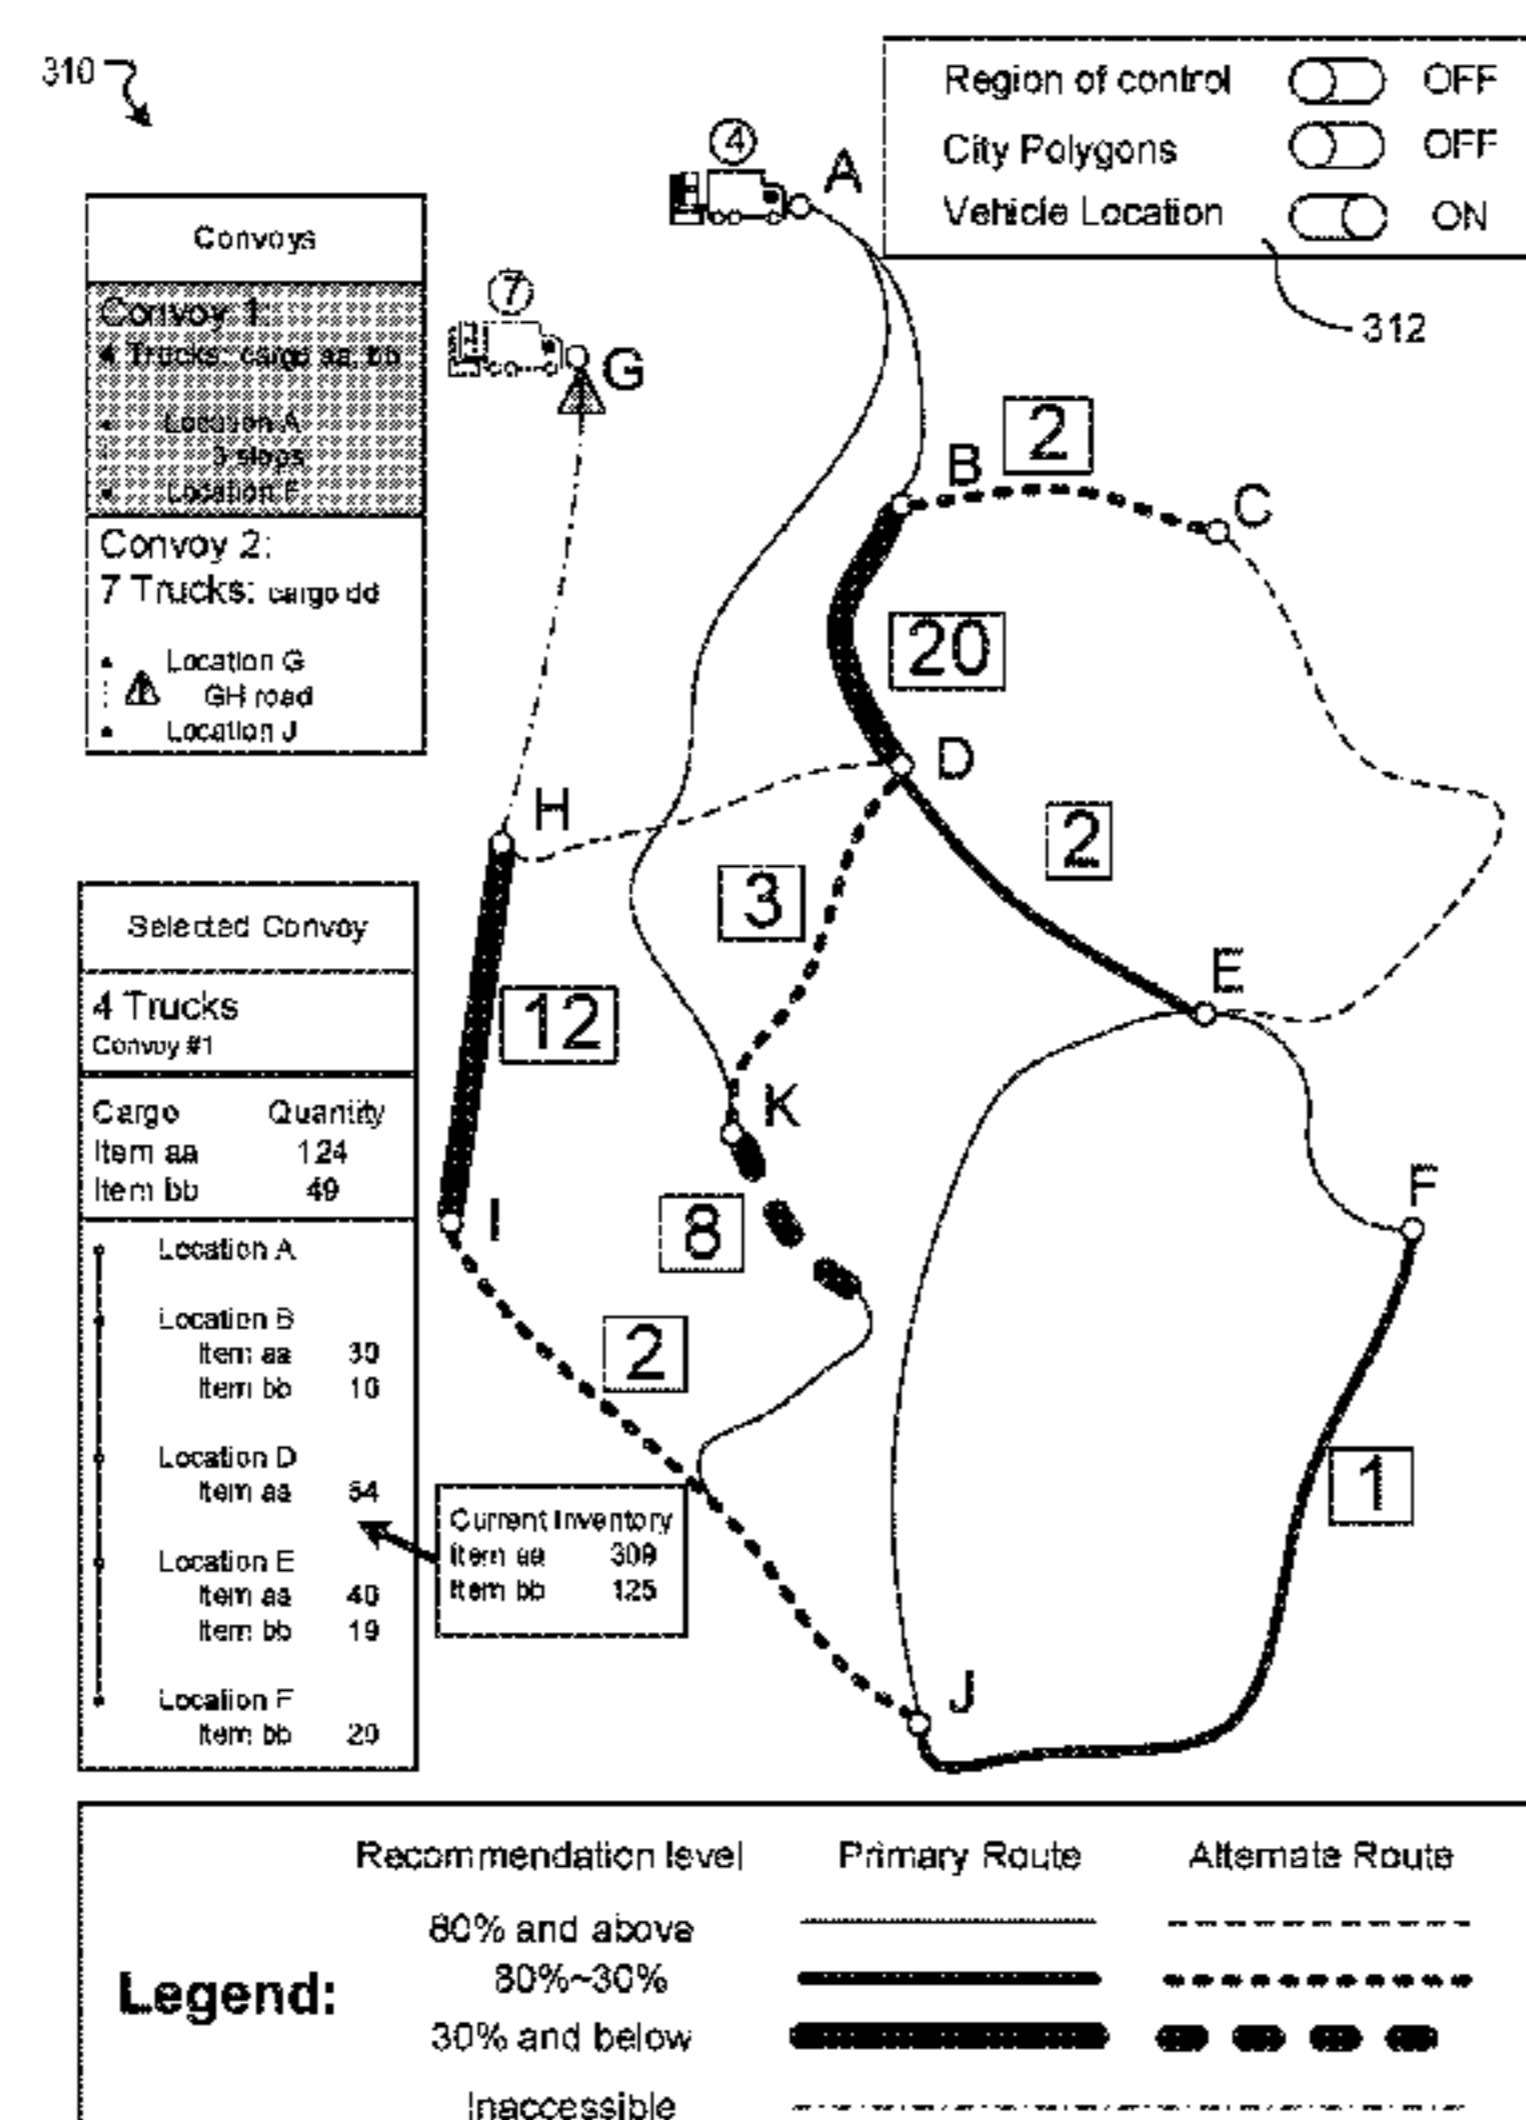 310
Region of control OFF
City Polygons OFF
Vehicle Location ON
312
4
A
7
G
Convoys
Convoy 1:
4 Trucks: cargo aa, bb
Location A
3 stops
Location F
Convoy 2:
7 Trucks: cargo dd
Location G
GH road
Location J
B
2
C
20
D
H
2
3
E
12
K
F
I
8
2
1
J
Selected Convoy
4 Trucks
Convoy #1
Cargo Quantity
Item aa 124
Item bb 49
Location A
Location B
Item aa 30
Item bb 10
Location D
Item aa 54
Location E
Item aa 40
Item bb 19
Location F
Item bb 20
Current Inventory
Item aa 309
Item bb 125
Legend:
Recommendation level Primary Route Alternate Route
80% and above
80%~30%
30% and below
Inaccessible